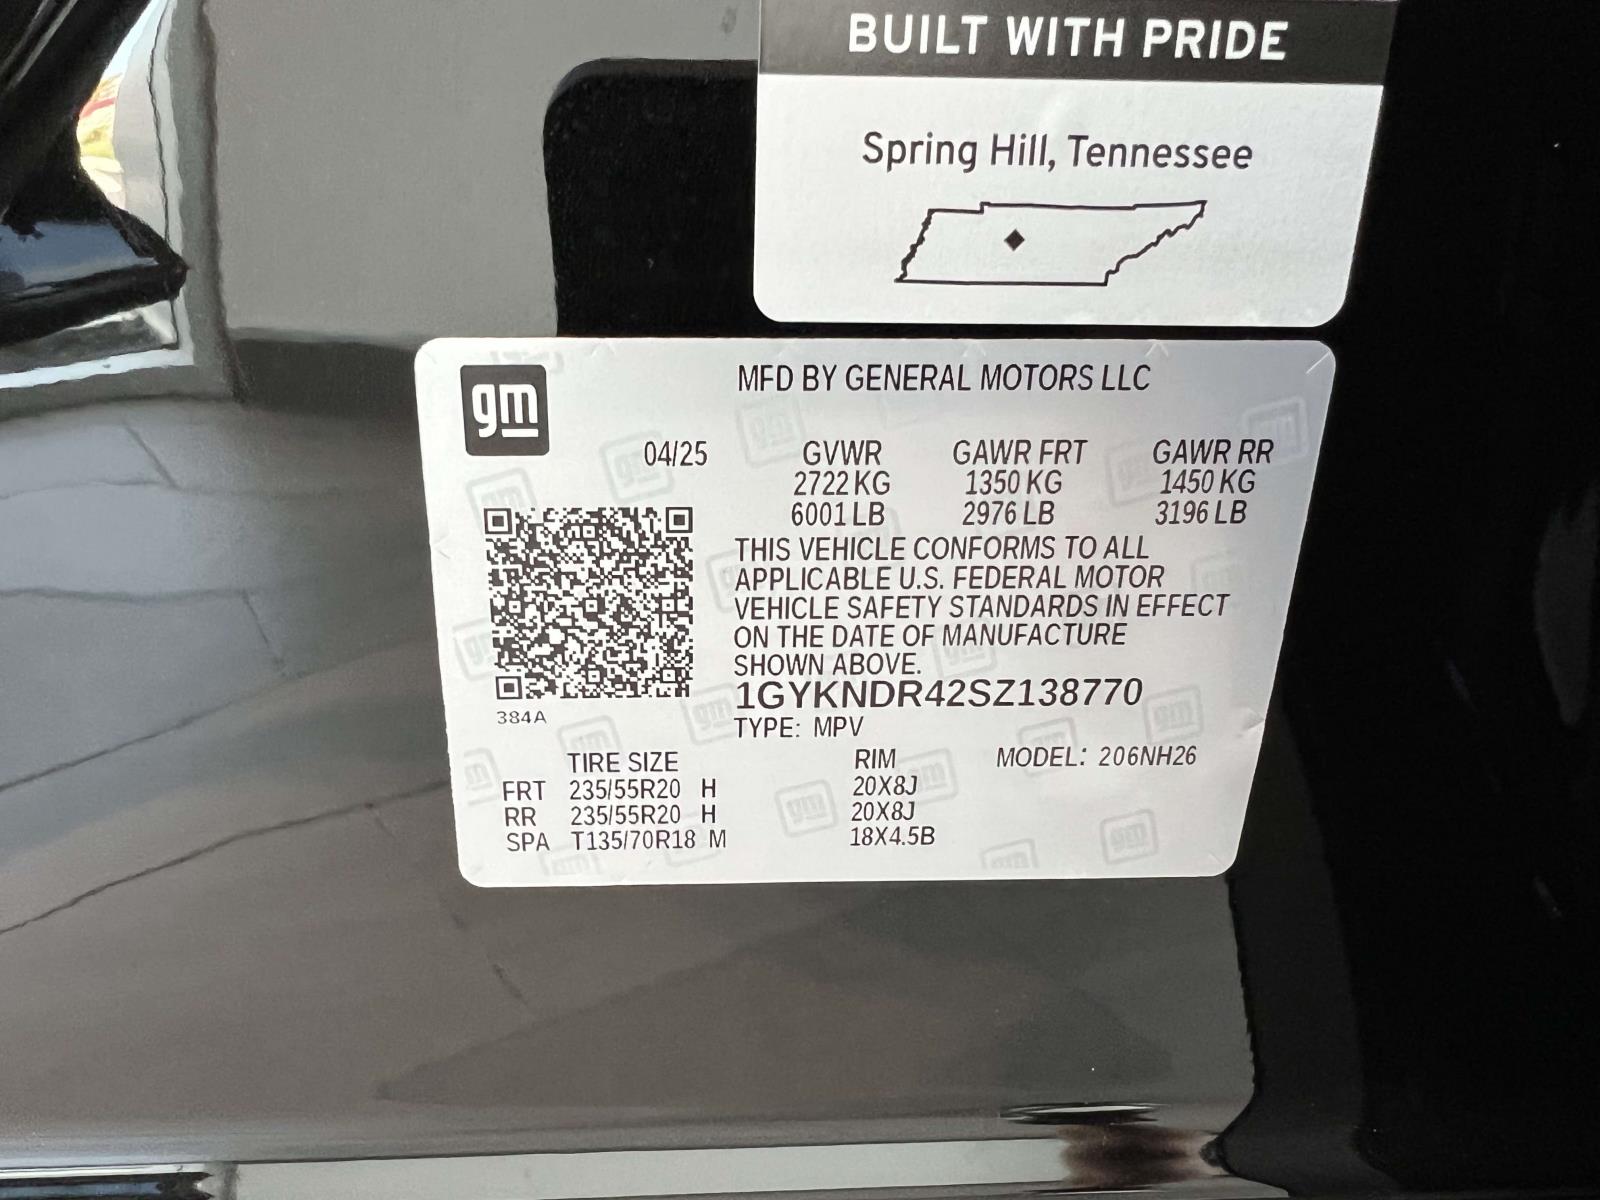 BUILT WITH PRIDE
Spring Hill, Tennessee
gm
MFD BY GENERAL MOTORS LLC
04/25 GVWR GAWR FRT GAWR RR
2722 KG 1350 KG 1450 KG
6001 LB 2976 LB 3196 LB
THIS VEHICLE CONFORMS TO ALL
APPLICABLE U.S. FEDERAL MOTOR
VEHICLE SAFETY STANDARDS IN EFFECT
ON THE DATE OF MANUFACTURE
SHOWN ABOVE.
1GYKNDR42SZ138770
384A
TYPE: MPV
TIRE SIZE RIM MODEL: 206NH26
FRT 235/55R20 H 20X8J
RR 235/55R20 H 20X8J
SPA T135/70R18 M 18X4.5B